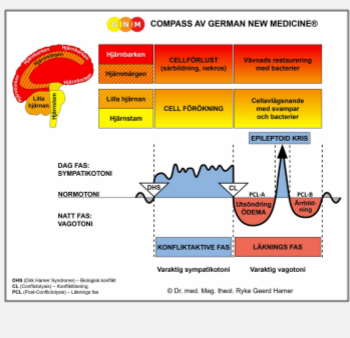 GNM COMPASS AV GERMAN NEW MEDICINE®
Hjärnbarken
Hjärnmärgen
Hjärnbarken
Lilla
hjärnan
Hjärnstam
Hjärnbarken
Hjärnmärgen
CELLFÖRLUST
(sårbildning, nekros)
Vävnads restaurering
med bacterier
Lilla hjärnan
Hjärnstam
CELL FÖRÖKNING
Cellavlägsnande
med svampar
och bacterier
EPILEPTOID KRIS
DAG FAS:
SYMPATIKOTONI
NORMOTONI
NATT FAS:
VAGOTONI
DHS
CL
PCL-A
PCL-B
Utsöndring
ÖDEMA
Ärrbild-
ning
KONFLIKTAKTIVE FAS
LÄKNINGS FAS
Varaktig sympatikotoni
Varaktig vagotoni
DHS (Dirk Hamer Syndrome) – Biologisk konflikt
CL (Conflictolysis) – Konfliktlösning
PCL (Post-Conflictolysis) – Läknings fas
© Dr. med. Mag. theol. Ryke Geerd Hamer